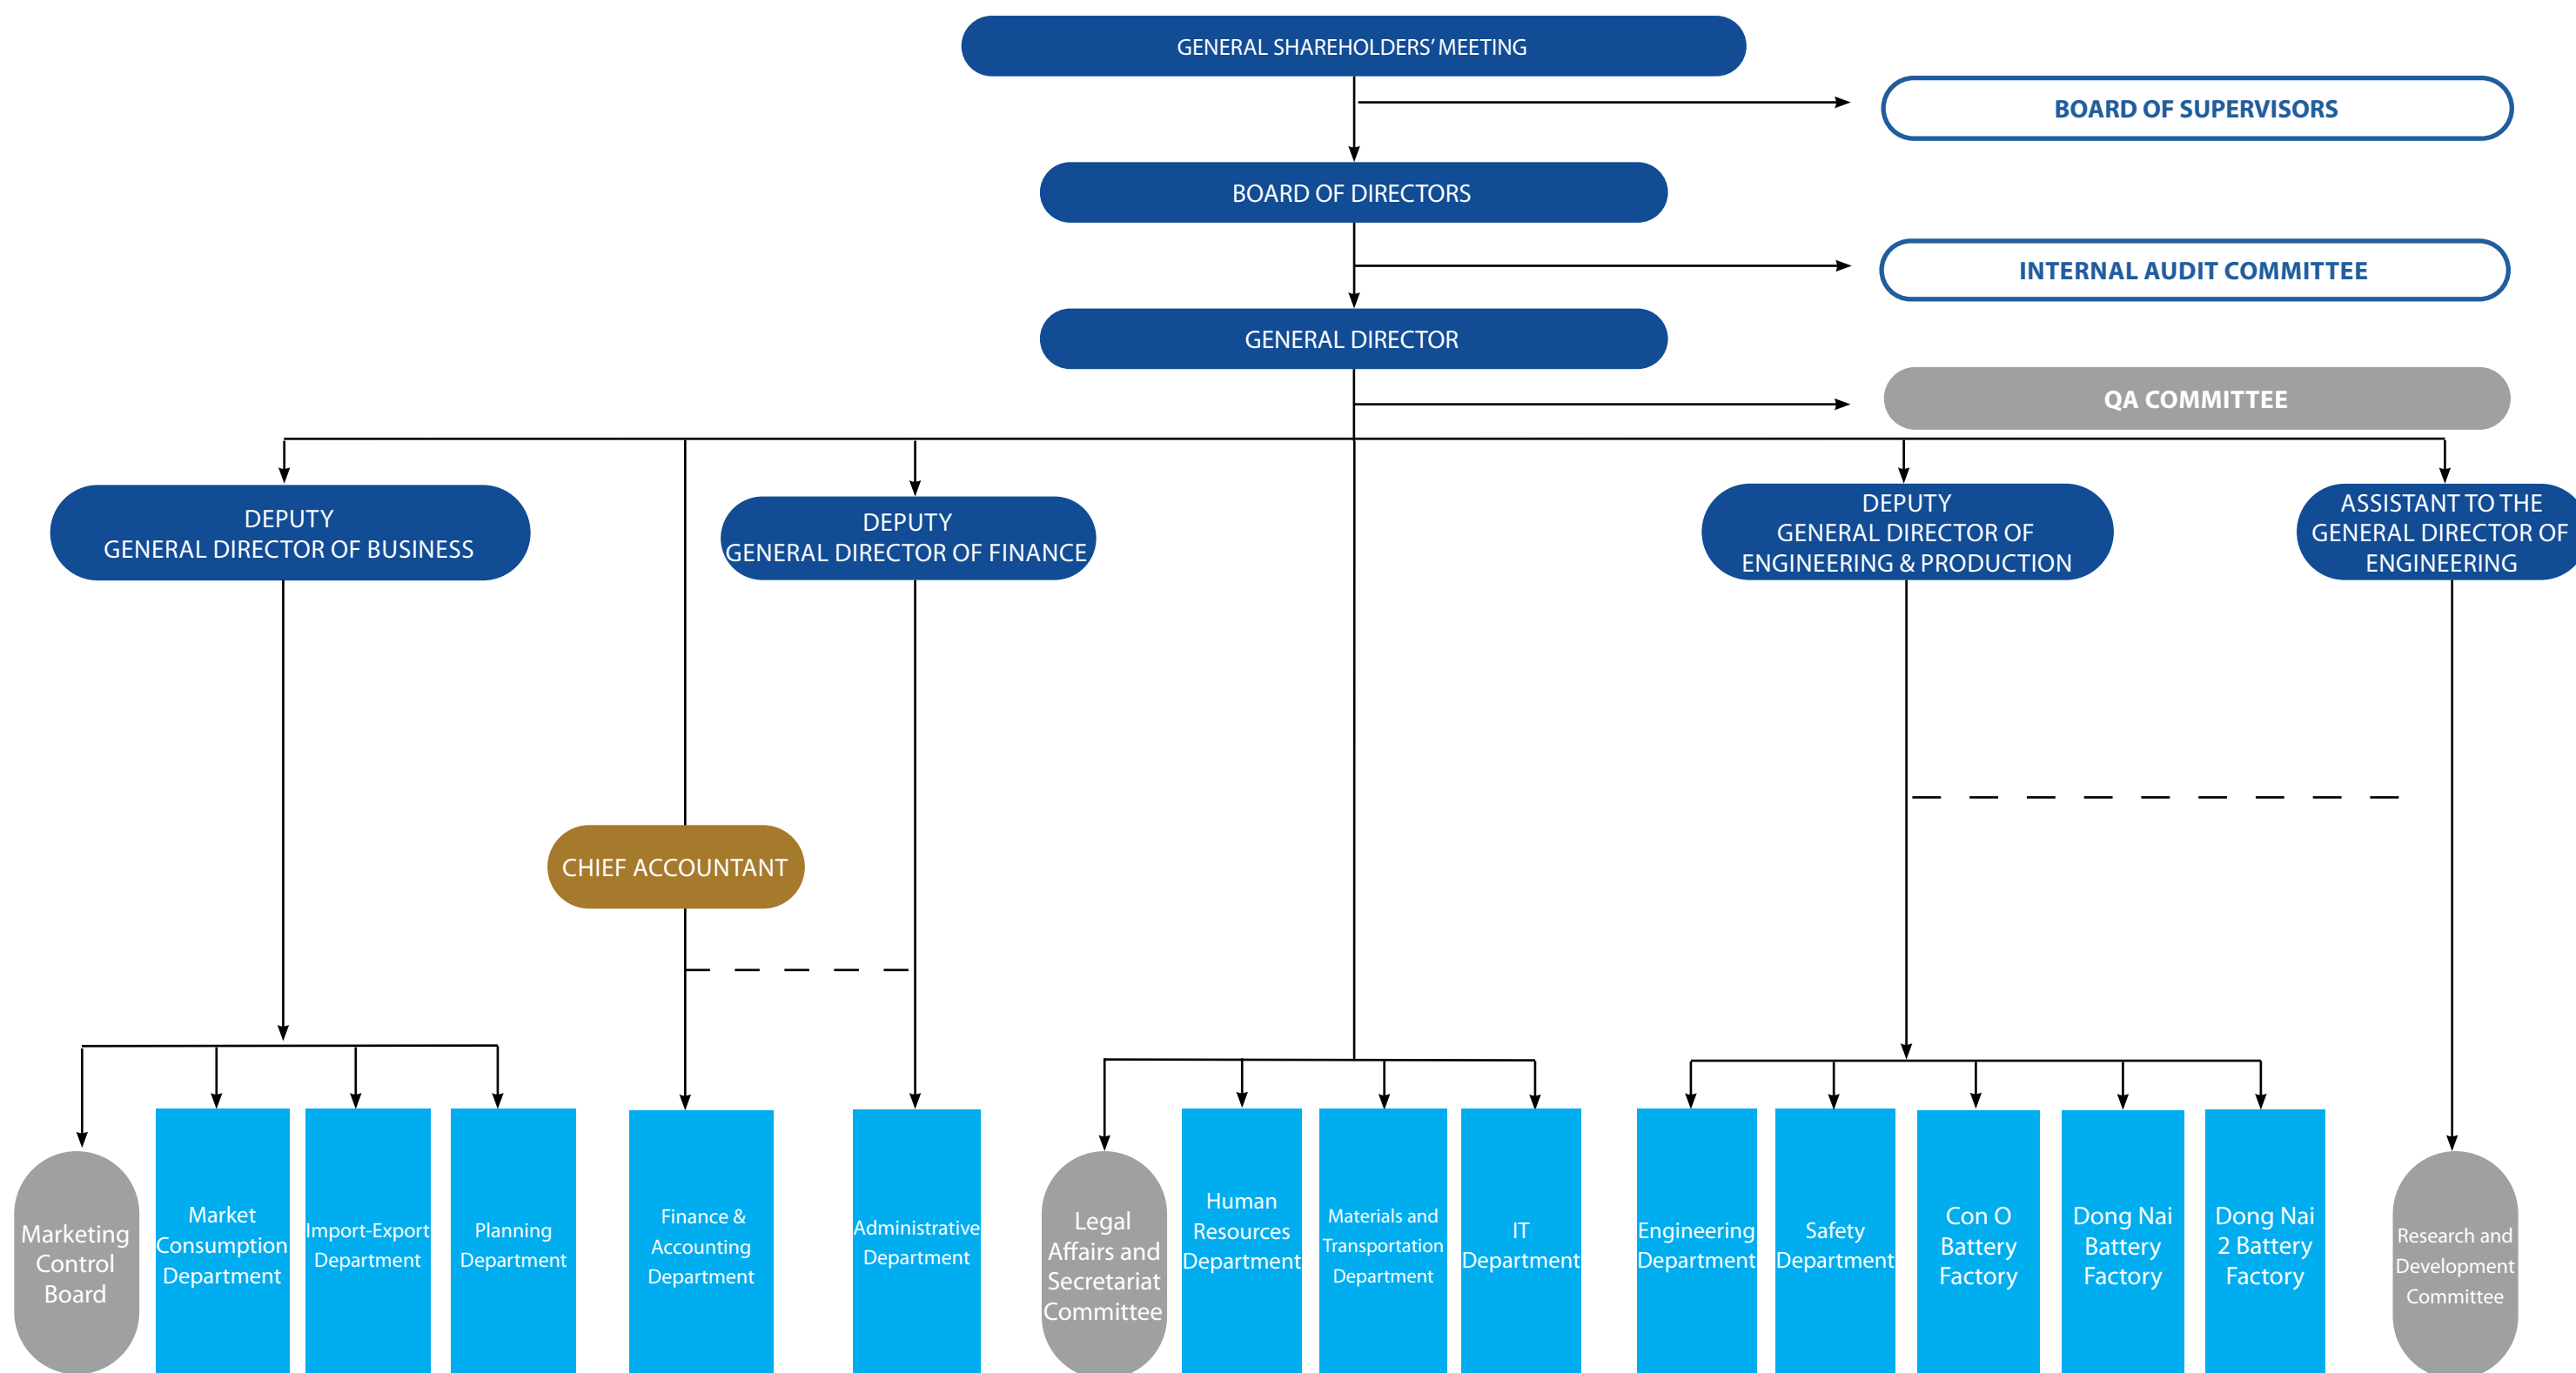 GENERAL SHAREHOLDERS' MEETING
BOARD OF SUPERVISORS
BOARD OF DIRECTORS
INTERNAL AUDIT COMMITTEE
GENERAL DIRECTOR
QA COMMITTEE
DEPUTY
GENERAL DIRECTOR OF BUSINESS
DEPUTY
GENERAL DIRECTOR OF FINANCE
DEPUTY
GENERAL DIRECTOR OF
ENGINEERING & PRODUCTION
ASSISTANT TO THE
GENERAL DIRECTOR OF
ENGINEERING
CHIEF ACCOUNTANT
Marketing
Control
Board
Market
Consumption
Department
Import-Export
Department
Planning
Department
Finance &
Accounting
Department
Administrative
Department
Legal
Affairs and
Secretariat
Committee
Human
Resources
Department
Materials and
Transportation
Department
IT
Department
Engineering
Department
Safety
Department
Con O
Battery
Factory
Dong Nai
Battery
Factory
Dong Nai
2 Battery
Factory
Research and
Development
Committee